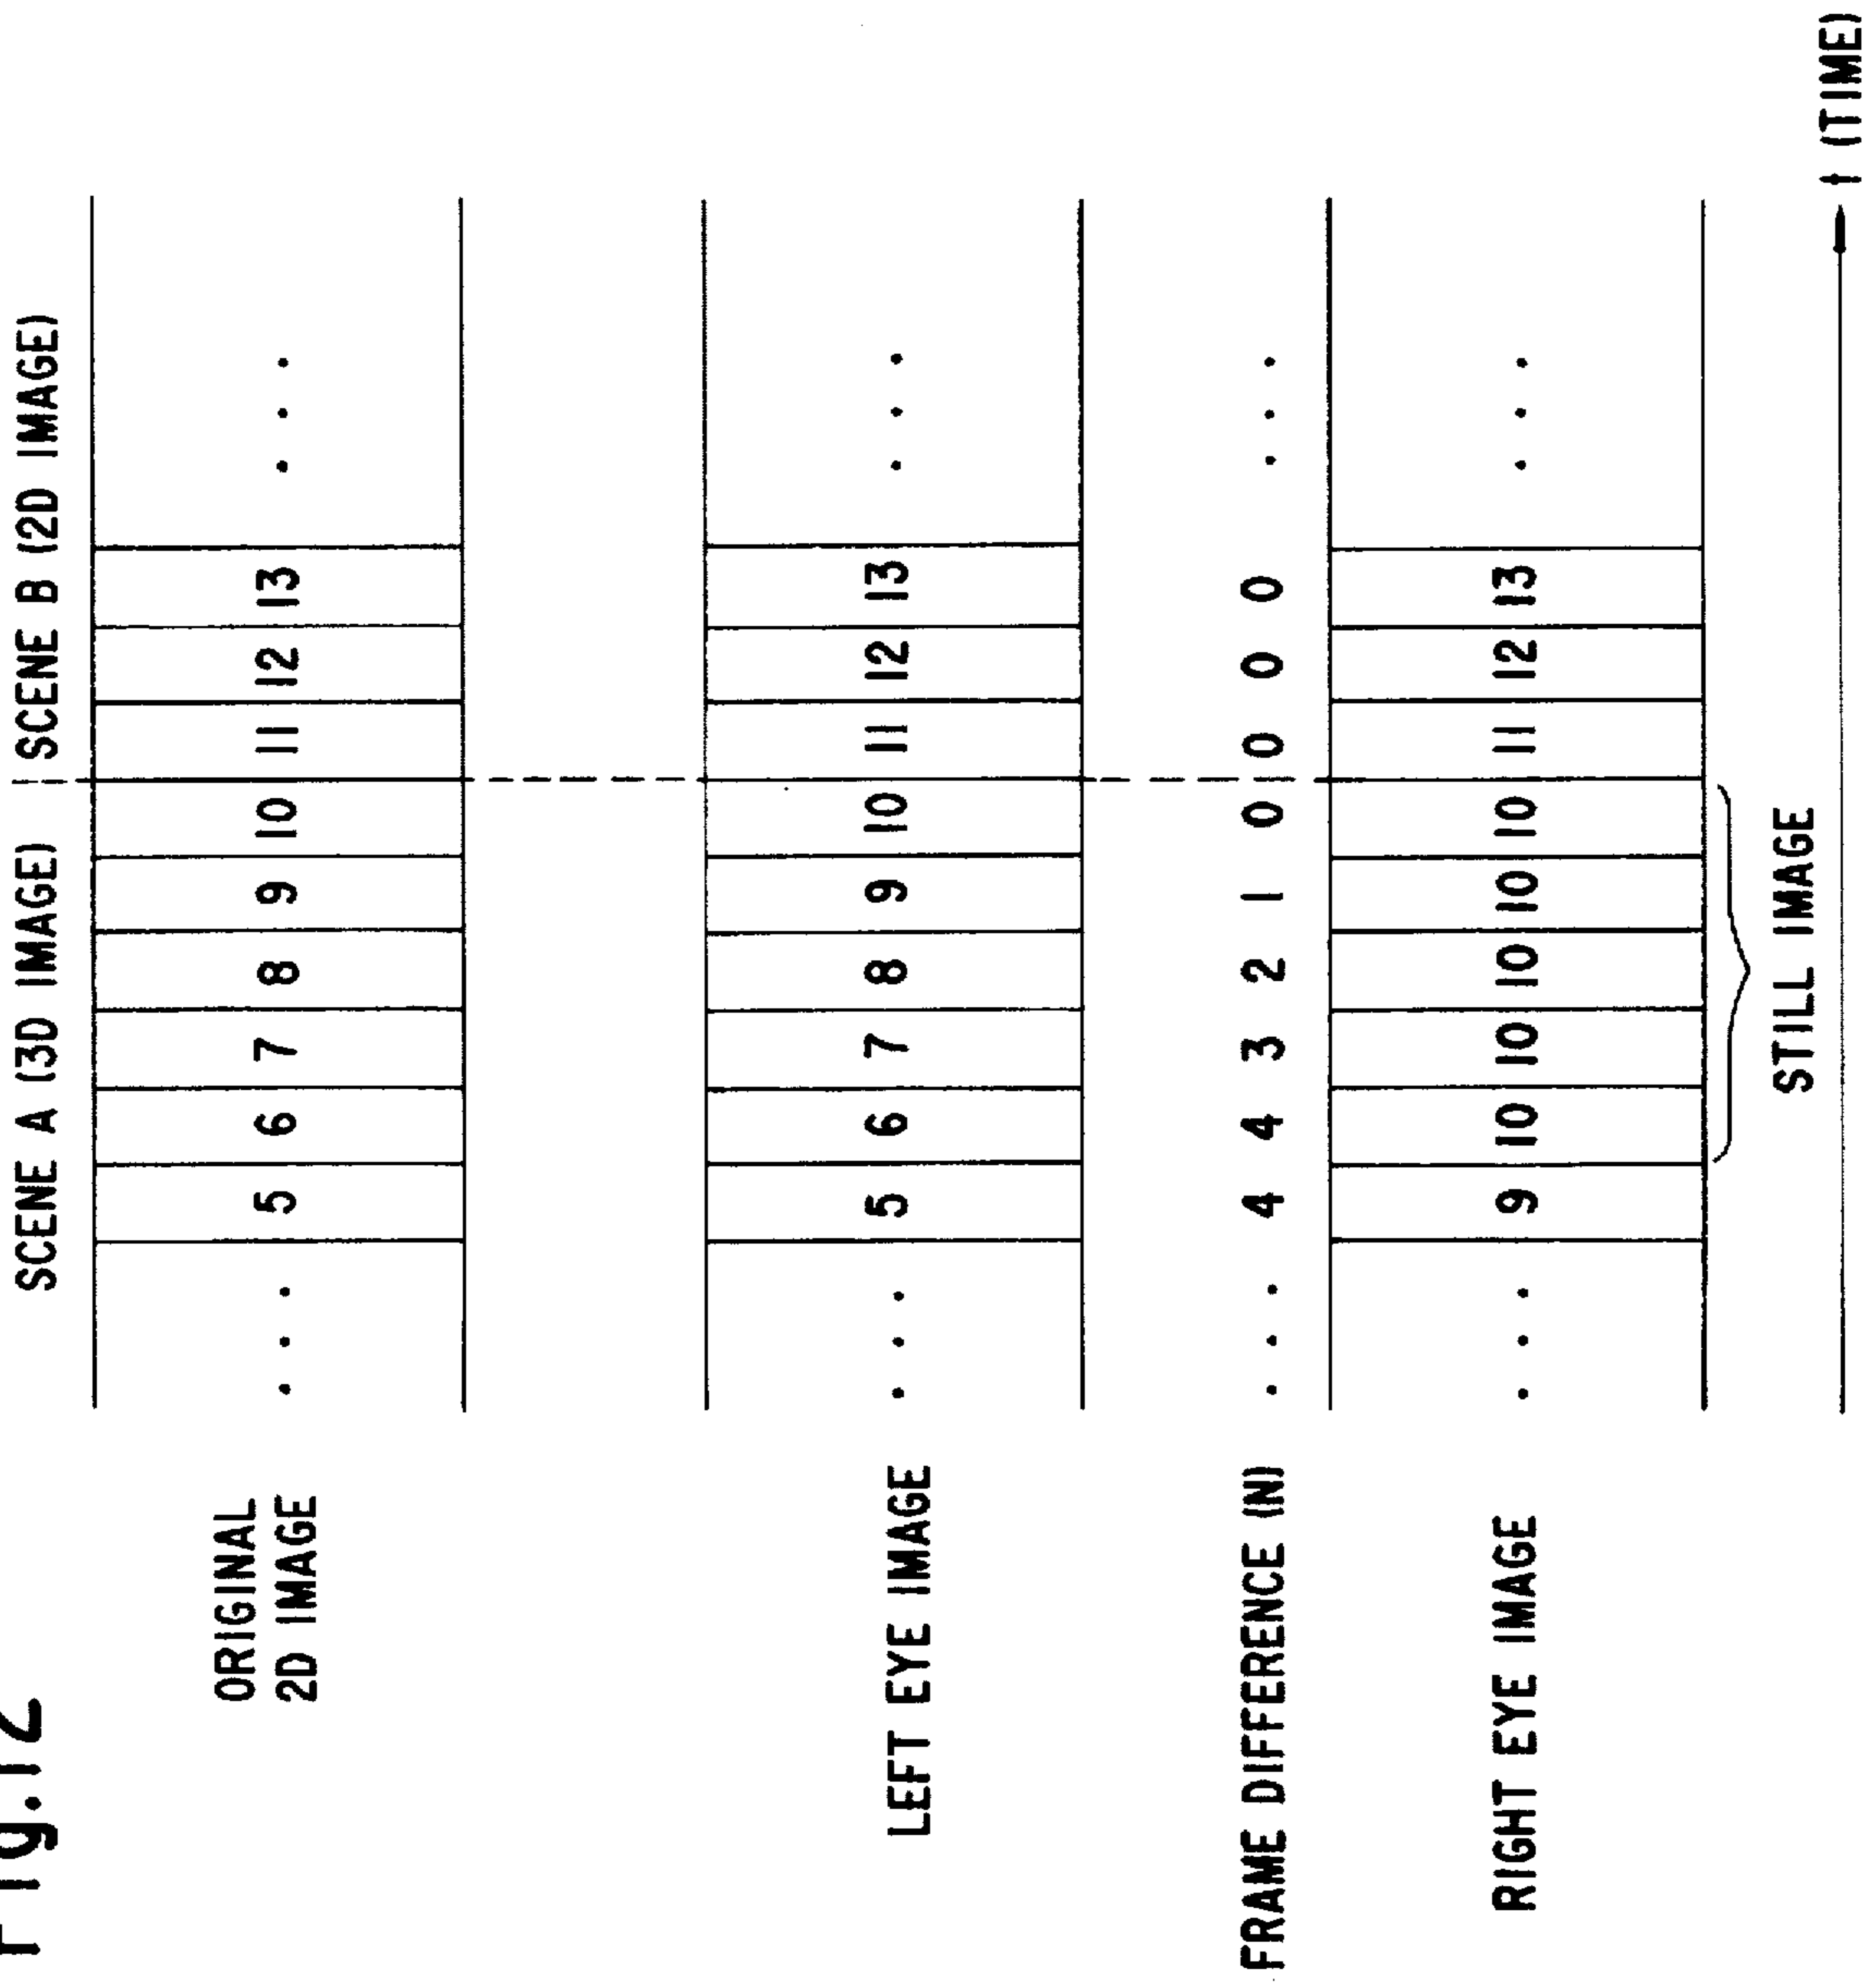 Fig.12
SCENE A (3D IMAGE) SCENE B (2D IMAGE)
ORIGINAL
2D IMAGE
... 5 6 7 8 9 10 11 12 13 ...
LEFT EYE IMAGE
... 5 6 7 8 9 10 11 12 13 ...
FRAME DIFFERENCE (N) ... 4 4 3 2 1 0 0 0 0 ...
RIGHT EYE IMAGE
... 9 10 10 10 10 10 11 12 13 ...
STILL IMAGE
t (TIME)